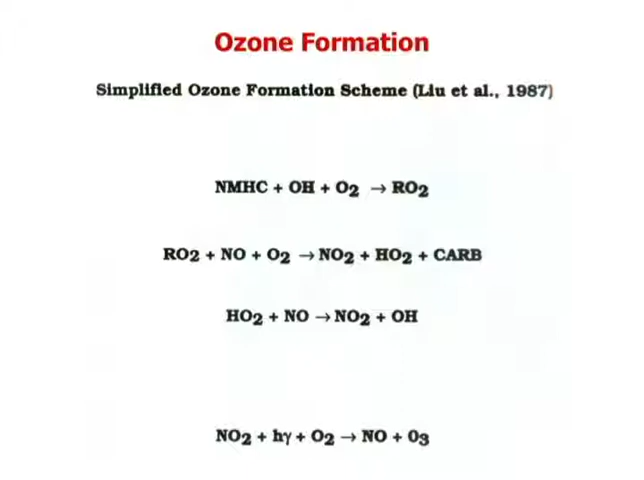 Ozone Formation
Simplified Ozone Formation Scheme (Liu et al., 1987)
NMHC + OH + O2 → RO2
RO2 + NO + O2 → NO2 + HO2 + CARB
HO2 + NO → NO2 + OH
NO2 + hγ + O2 → NO + 03